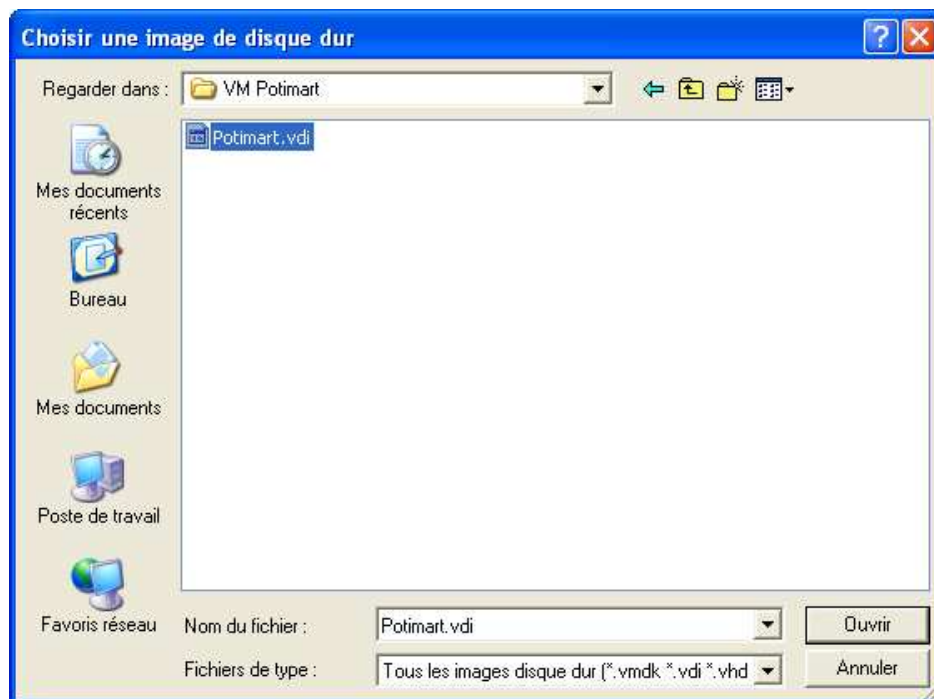 Choisir une image de disque dur
Regarder dans :
VM Potimart
Potimart.vdi
Mes documents
récents
Bureau
Mes documents
Poste de travail
Favoris réseau
Nom du fichier :
Potimart.vdi
Ouvrir
Fichiers de type :
Tous les images disque dur (*.vmdk *.vdi *.vhd
Annuler